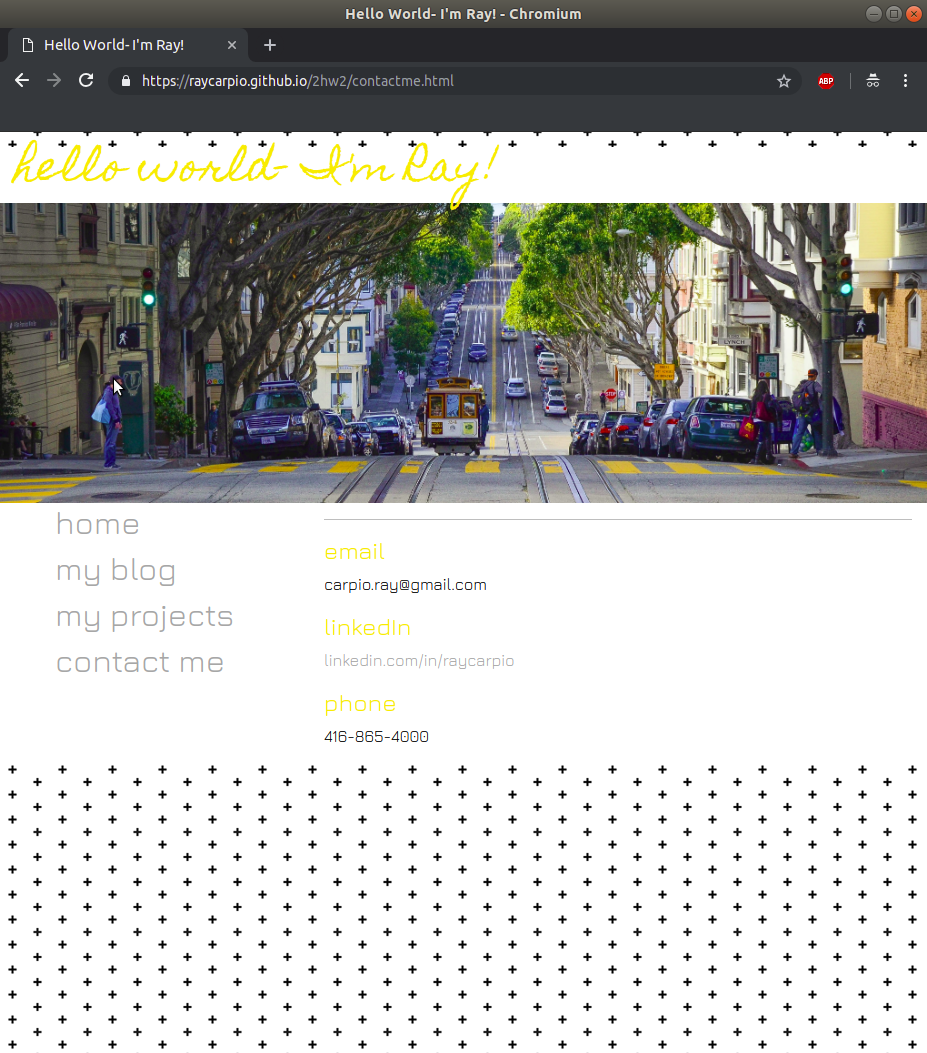 Hello World- I'm Ray! - Chromium
Hello World- I'm Ray!
https://raycarpio.github.io/2hw2/contactme.html
ABP
hello world- I'm Ray!
LYNCH
STOP
home
my blog
my projects
contact me
email
carpio.ray@gmail.com
linkedIn
linkedin.com/in/raycarpio
phone
416-865-4000